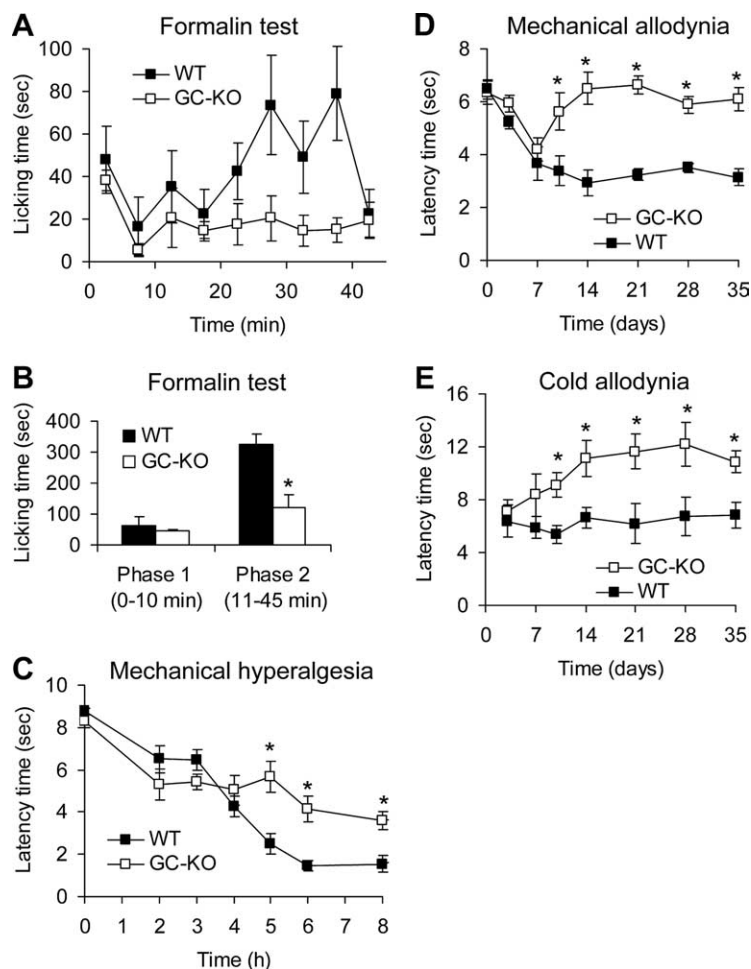 A
Formalin test
Licking time (sec)
100
80
60
40
20
0
WT
GC-KO
0 10 20 30 40
Time (min)
B
Formalin test
Licking time (sec)
400
300
200
100
0
WT
GC-KO
*
Phase 1 Phase 2
(0-10 min) (11-45 min)
C
Mechanical hyperalgesia
Latency time (sec)
10
8
6
4
2
0
* * *
WT
GC-KO
0 1 2 3 4 5 6 7 8
Time (h)
D
Mechanical allodynia
Latency time (sec)
8
6
4
2
0
* * * * *
GC-KO
WT
0 7 14 21 28 35
Time (days)
E
Cold allodynia
Latency time (sec)
16
12
8
4
0
* * * * *
GC-KO
WT
0 7 14 21 28 35
Time (days)